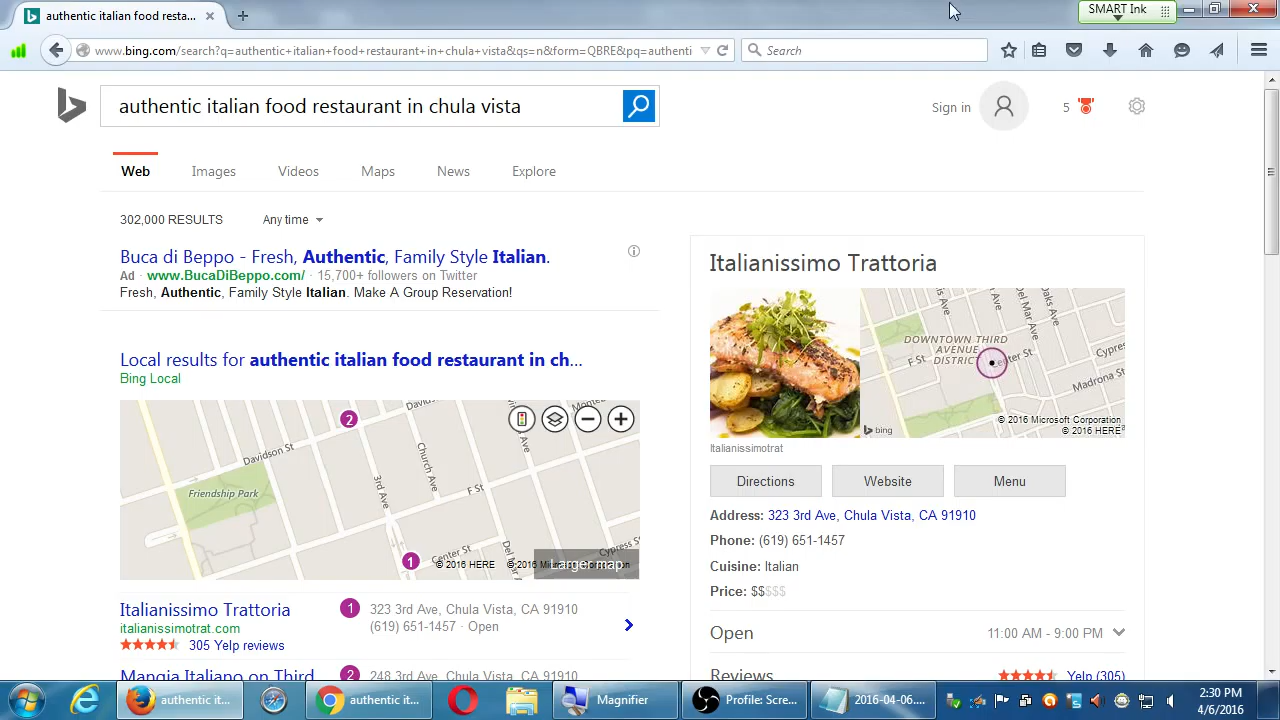 authentic italian food resta...
SMART Ink
www.bing.com/search?q=authentic+italian+food+restaurant+in+chula vista&qs=n&form=QBRE&pq=authenti
Search
authentic italian food restaurant in chula vista
Sign in
5
Web
Images
Videos
Maps
News
Explore
302,000 RESULTS
Any time
Buca di Beppo - Fresh, Authentic, Family Style Italian.
Ad · www.BucaDiBeppo.com/ · 15,700+ followers on Twitter
Fresh, Authentic, Family Style Italian. Make A Group Reservation!
Local results for authentic italian food restaurant in ch...
Bing Local
2
Davidson St
Church Ave
3rd Ave
F St
Friendship Park
1
Center St
Cypress St
© 2016 HERE
Larger map
Italianissimo Trattoria
1
323 3rd Ave, Chula Vista, CA 91910
italianissimotrat.com
(619) 651-1457 · Open
305 Yelp reviews
Mangia Italiano on Third
2
248 3rd Ave, Chula Vista, CA 91910
Italianissimo Trattoria
Del Mar Ave
Oaks Ave
DOWNTOWN THIRD
AVENUE
DISTRICT
F St
Center St
Cypress
Madrona St
© 2016 Microsoft Corporation
bing
© 2016 HERE
Italianissimotrat
Directions
Website
Menu
Address: 323 3rd Ave, Chula Vista, CA 91910
Phone: (619) 651-1457
Cuisine: Italian
Price: $$$$$
Open
11:00 AM - 9:00 PM
Reviews
Yelp (305)
authentic it...
authentic it...
Magnifier
Profile: Scre...
2016-04-06....
2:30 PM
4/6/2016